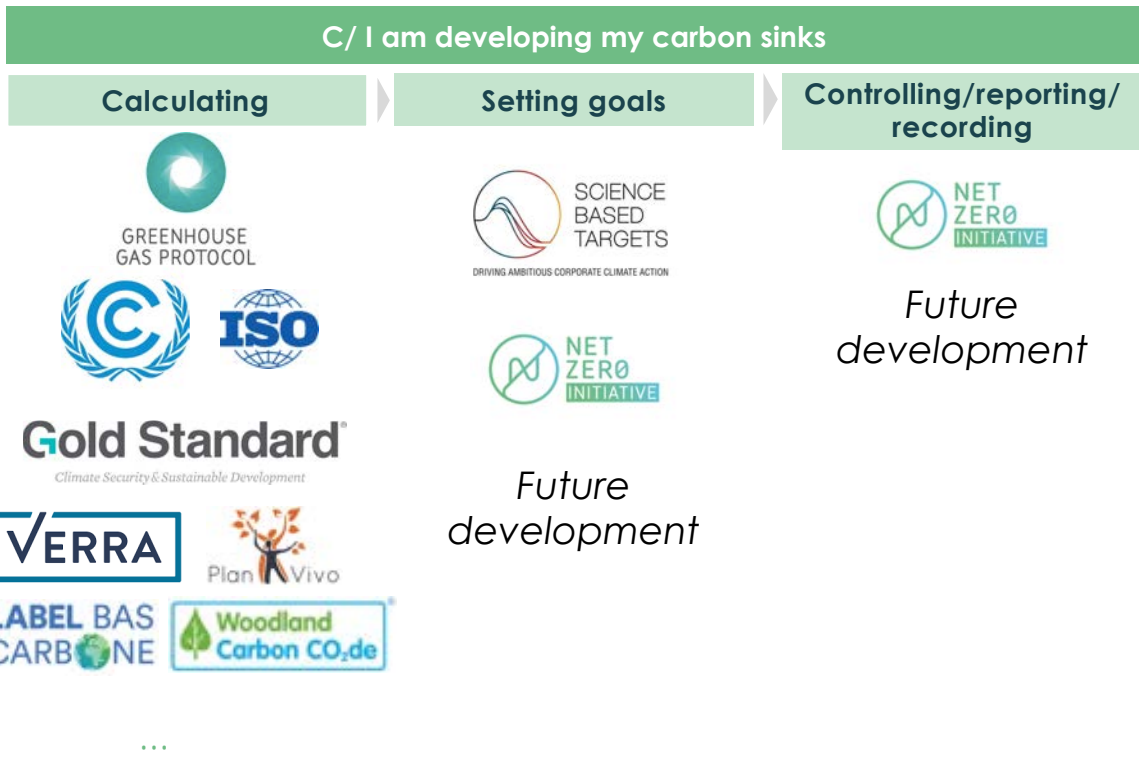 C/ I am developing my carbon sinks
Calculating
Setting goals
Controlling/reporting/
recording
GREENHOUSE
GAS PROTOCOL
ISO
Gold Standard®
Climate Security & Sustainable Development
VERRA
Plan Vivo
LABEL BAS
CARBONE
Woodland
Carbon CO₂de
...
SCIENCE
BASED
TARGETS
DRIVING AMBITIOUS CORPORATE CLIMATE ACTION
NET
ZERØ
INITIATIVE
Future
development
NET
ZERØ
INITIATIVE
Future
development